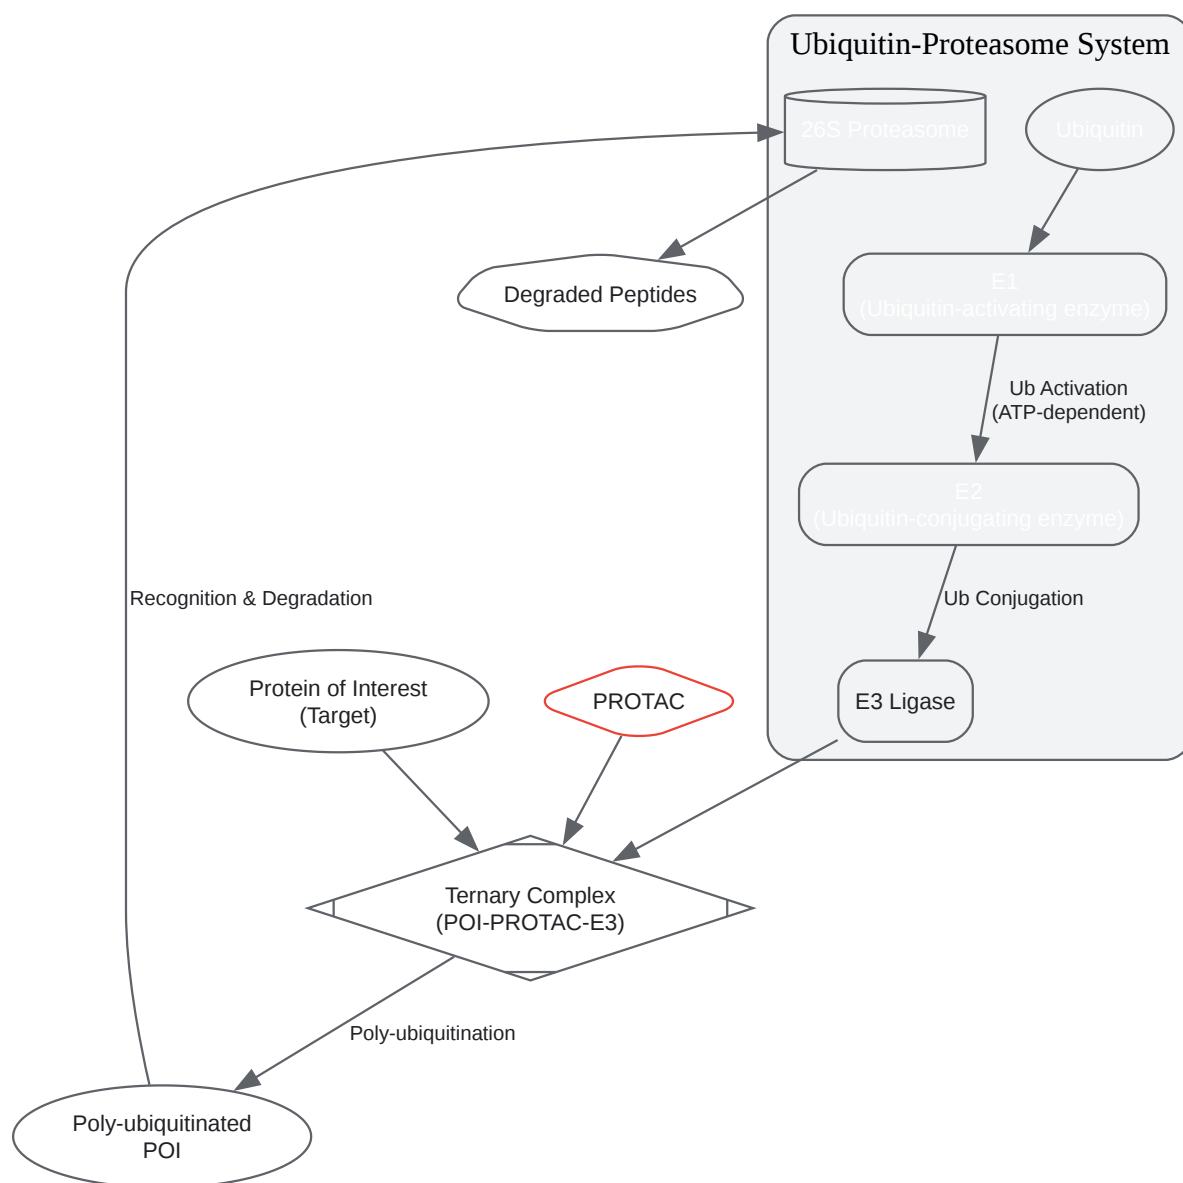 Ubiquitin-Proteasome System
26S Proteasome
Ubiquitin
Degraded Peptides
E1
(Ubiquitin-activating enzyme)
Ub Activation
(ATP-dependent)
E2
(Ubiquitin-conjugating enzyme)
Recognition & Degradation
Ub Conjugation
Protein of Interest
(Target)
PROTAC
E3 Ligase
Ternary Complex
(POI-PROTAC-E3)
Poly-ubiquitination
Poly-ubiquitinated
POI